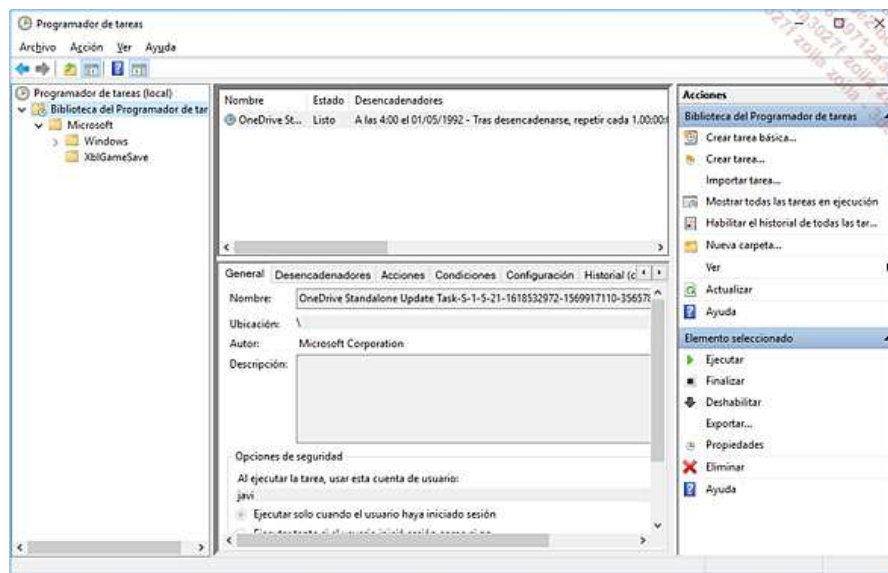 Programador de tareas
Archivo Acción Ver Ayuda
Programador de tareas (local)
Biblioteca del Programador de tar
Microsoft
Windows
XblGameSave
Nombre Estado Desencadenadores
OneDrive St... Listo A las 4:00 el 01/05/1992 - Tras desencadenarse, repetir cada 1.00:00:
General Desencadenadores Acciones Condiciones Configuración Historial (c
Nombre: OneDrive Standalone Update Task-S-1-5-21-1618532972-1569917110-35657
Ubicación: \
Autor: Microsoft Corporation
Descripción:
Opciones de seguridad
Al ejecutar la tarea, usar esta cuenta de usuario:
javi
Ejecutar solo cuando el usuario haya iniciado sesión
Acciones
Biblioteca del Programador de tareas
Crear tarea básica...
Crear tarea...
Importar tarea...
Mostrar todas las tareas en ejecución
Habilitar el historial de todas las tar...
Nueva carpeta...
Ver
Actualizar
Ayuda
Elemento seleccionado
Ejecutar
Finalizar
Deshabilitar
Exportar...
Propiedades
Eliminar
Ayuda